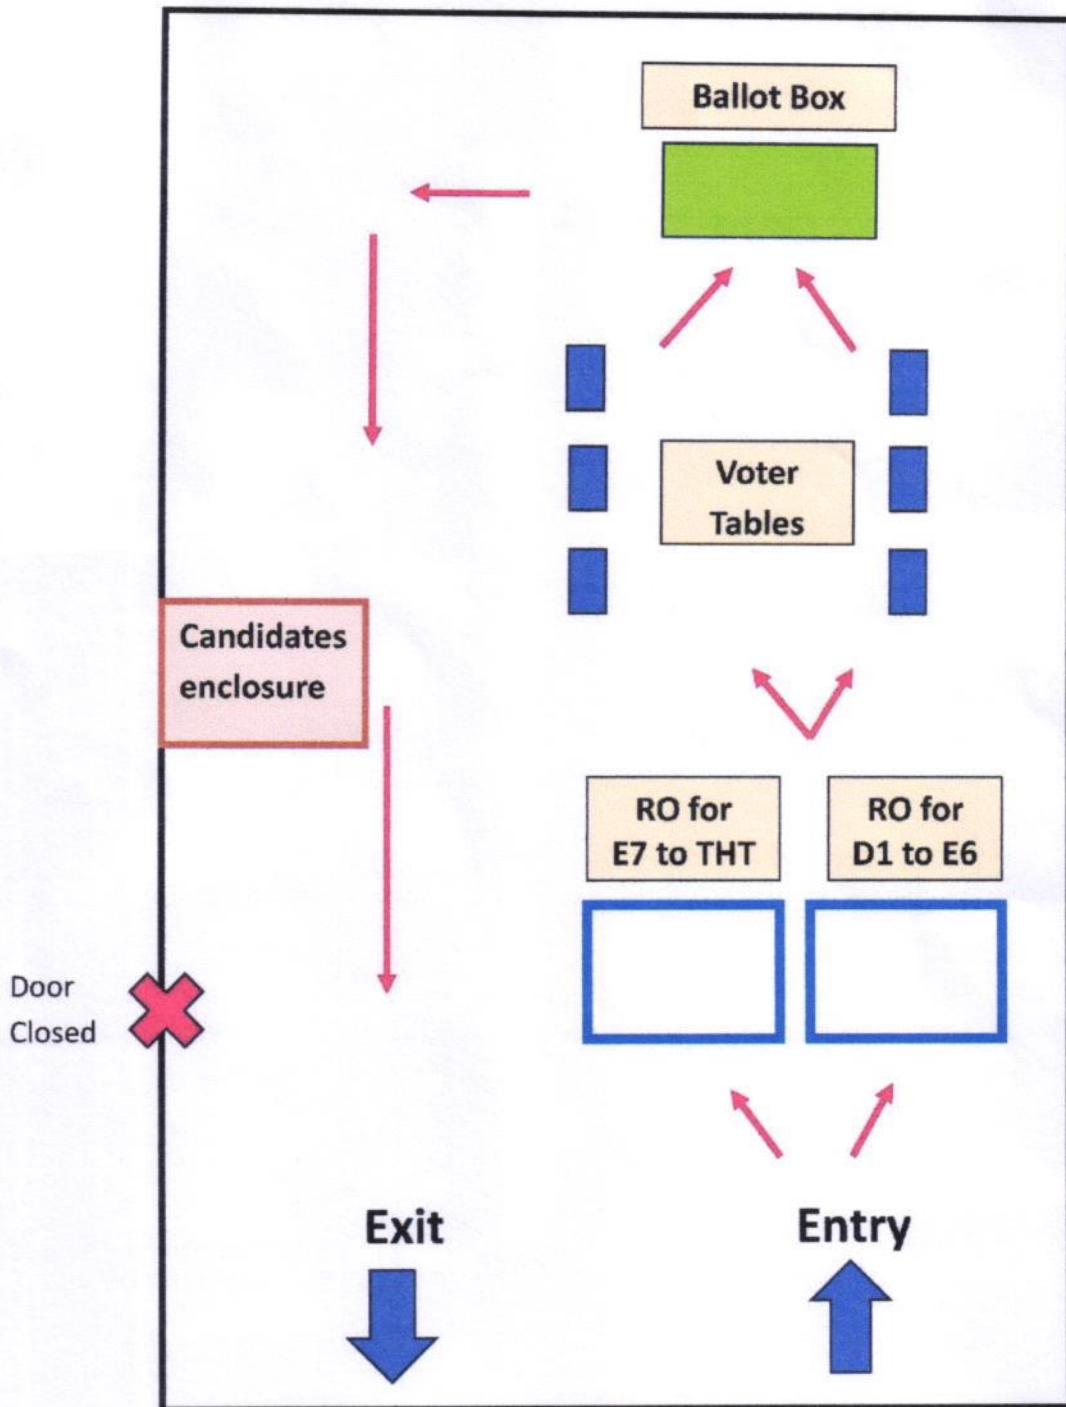 Ballot Box
Voter
Tables
Candidates
enclosure
RO for
E7 to THT
RO for
D1 to E6
Door
Closed
Exit
Entry